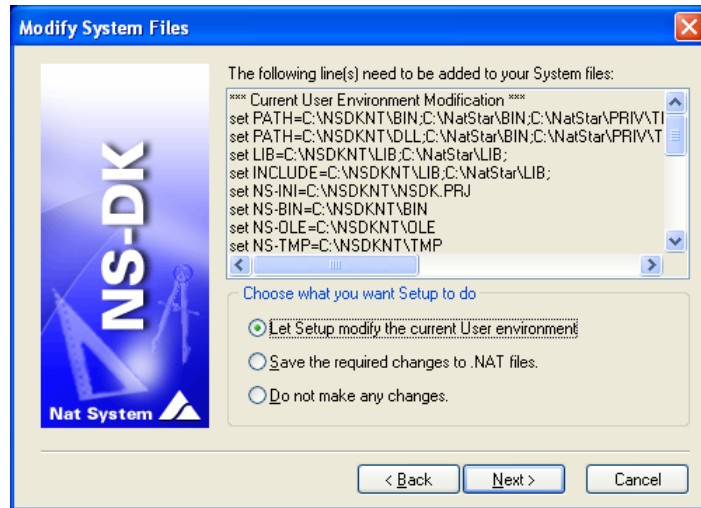 Modify System Files
The following line(s) need to be added to your System files:
*** Current User Environment Modification ***
set PATH=C:\NSDKNT\BIN;C:\NatStar\BIN;C:\NatStar\PRIV\TI
set PATH=C:\NSDKNT\DLL;C:\NatStar\BIN;C:\NatStar\PRIV\T
set LIB=C:\NSDKNT\LIB;C:\NatStar\LIB;
set INCLUDE=C:\NSDKNT\LIB;C:\NatStar\LIB;
set NS-INI=C:\NSDKNT\NSDK.PRJ
set NS-BIN=C:\NSDKNT\BIN
set NS-OLE=C:\NSDKNT\OLE
set NS-TMP=C:\NSDKNT\TMP
NS-DK
Nat System
Choose what you want Setup to do
Let Setup modify the current User environment
Save the required changes to .NAT files.
Do not make any changes.
< Back
Next >
Cancel